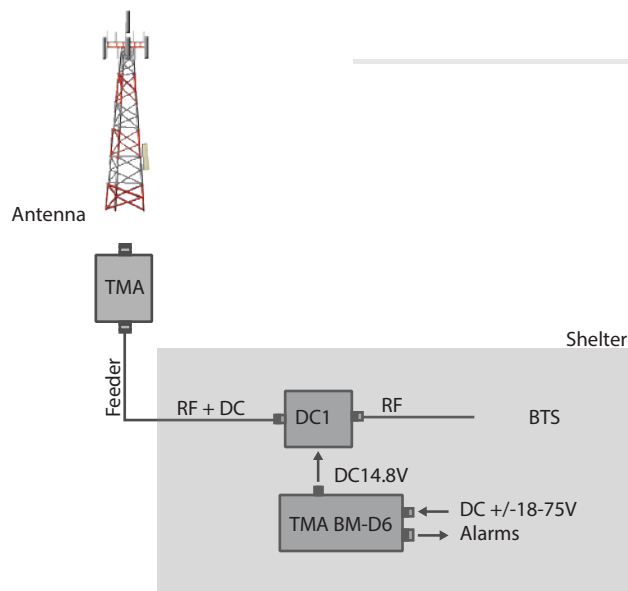 Antenna
TMA
Shelter
Feeder
RF + DC
DC1
RF
BTS
DC14.8V
TMA BM-D6
DC +/-18-75V
Alarms